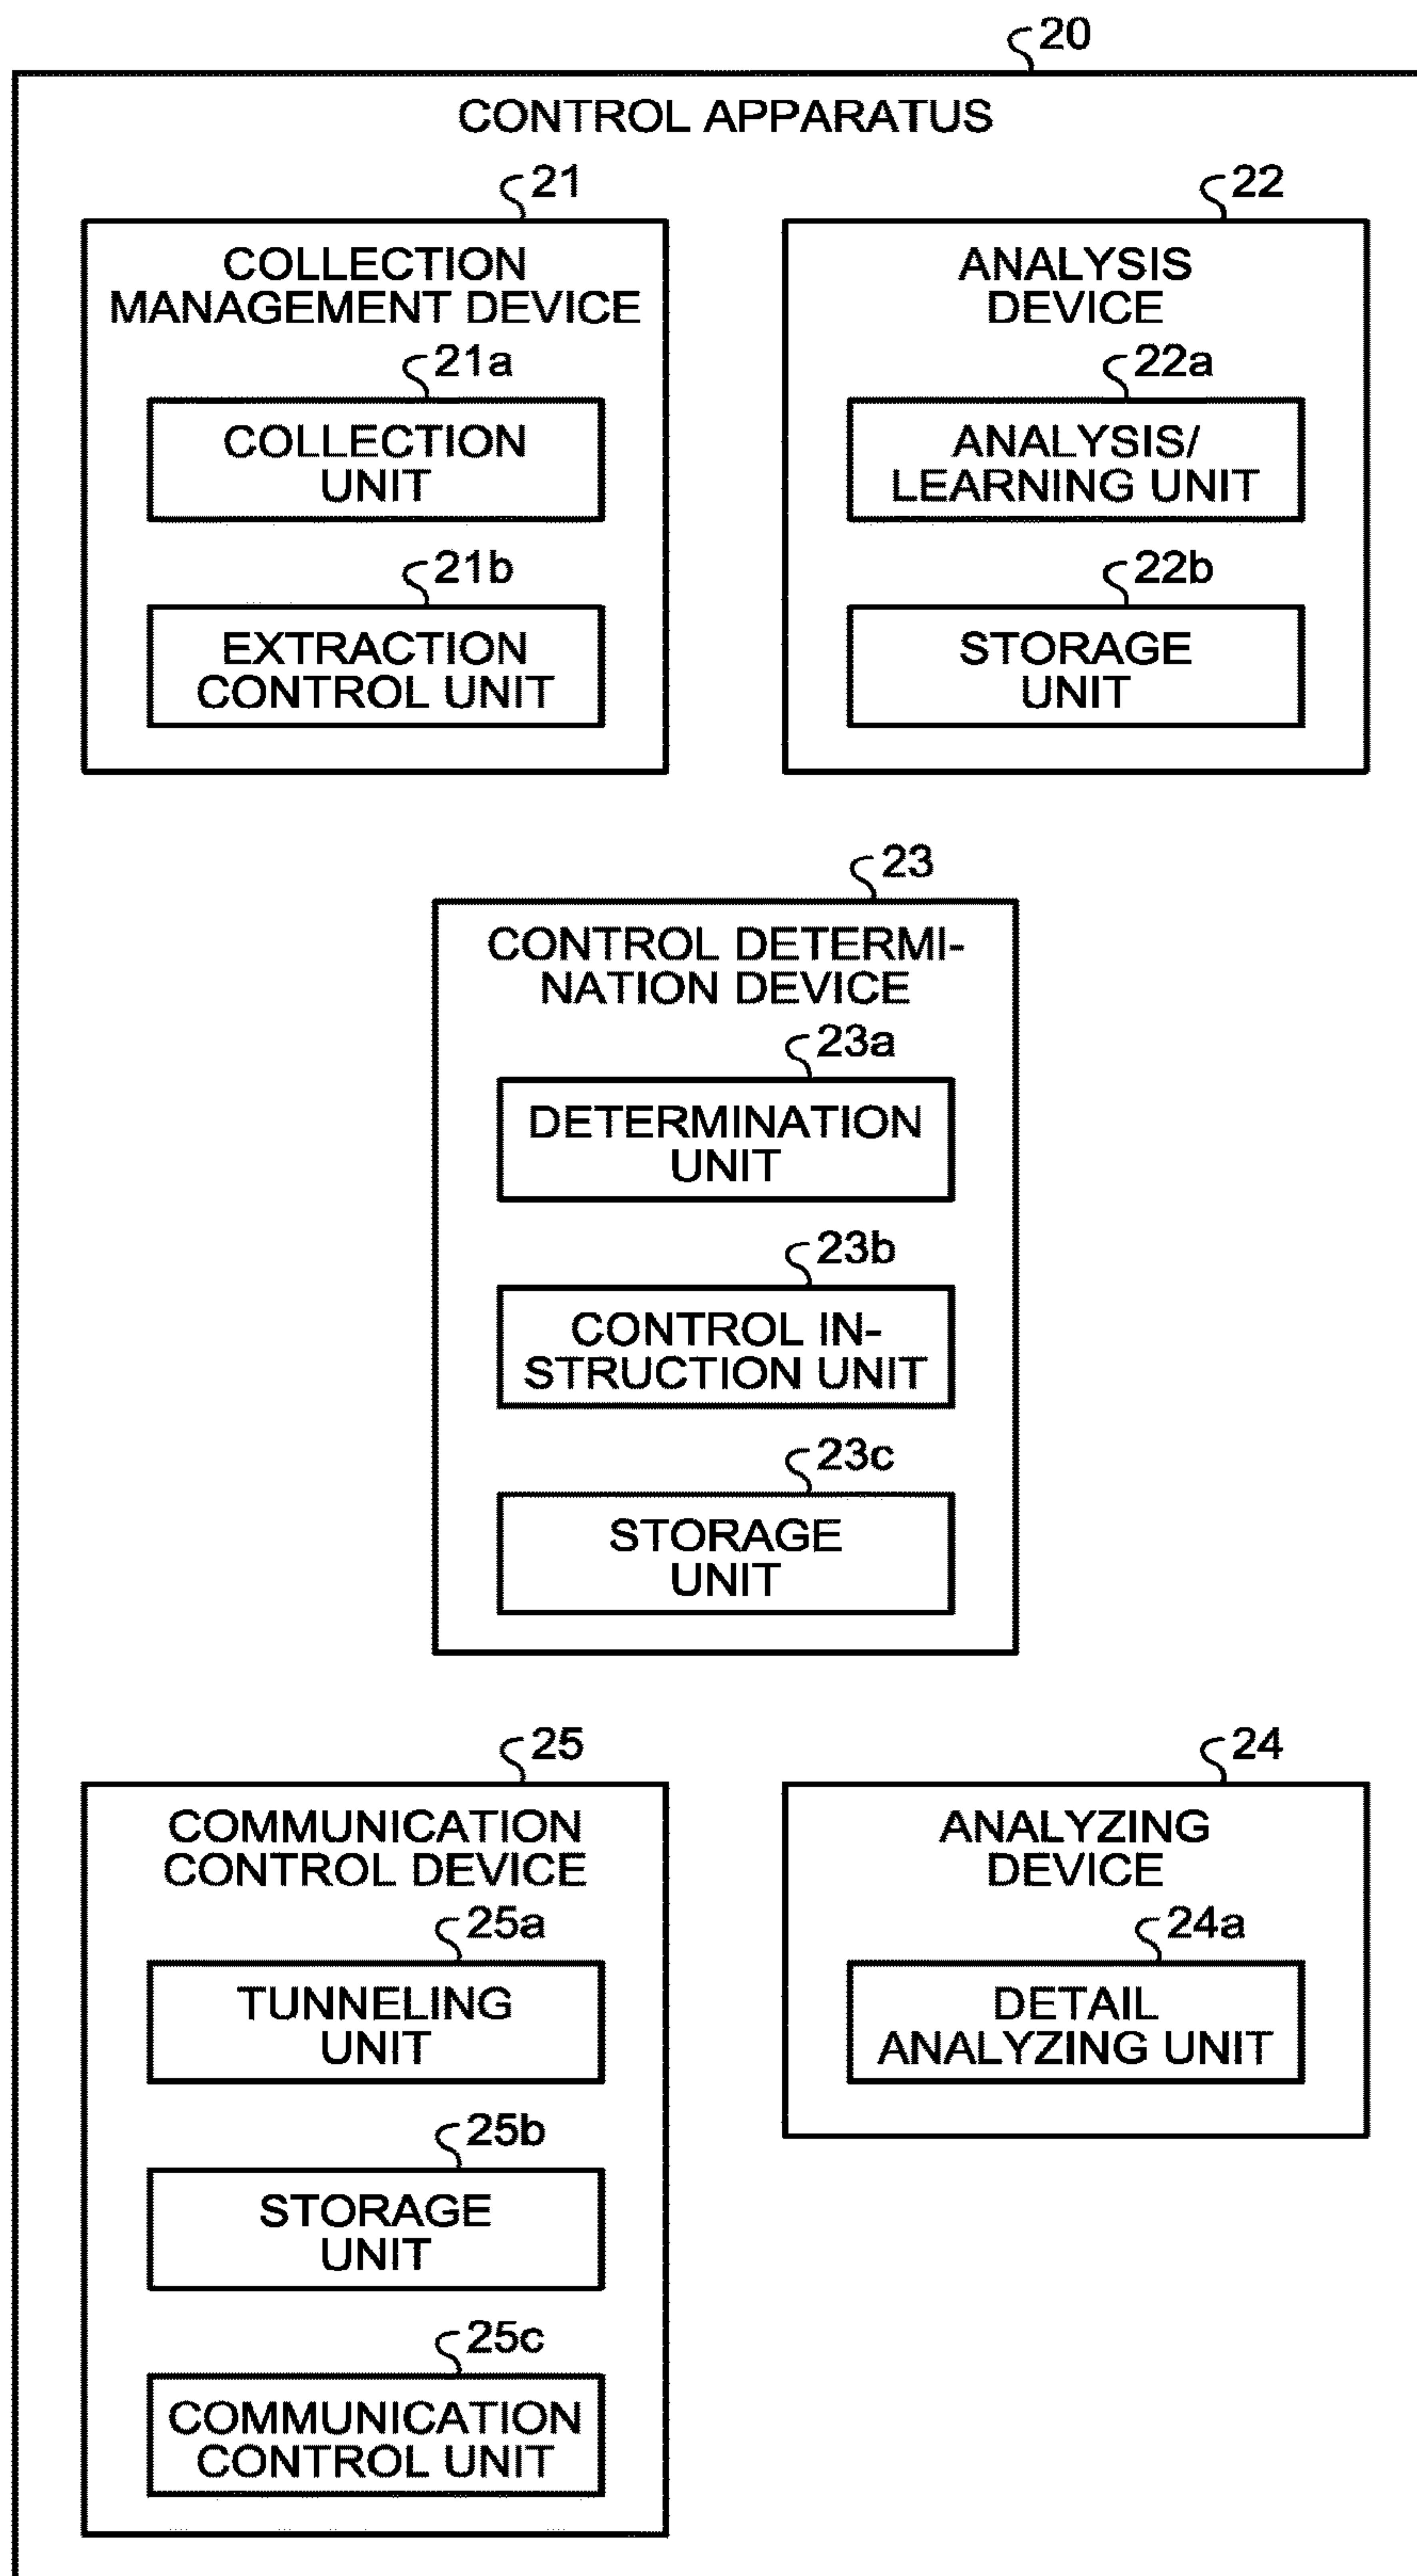 20
CONTROL APPARATUS
21
COLLECTION
MANAGEMENT DEVICE
21a
COLLECTION
UNIT
21b
EXTRACTION
CONTROL UNIT
22
ANALYSIS
DEVICE
22a
ANALYSIS/
LEARNING UNIT
22b
STORAGE
UNIT
23
CONTROL DETERMI-
NATION DEVICE
23a
DETERMINATION
UNIT
23b
CONTROL IN-
STRUCTION UNIT
23c
STORAGE
UNIT
25
COMMUNICATION
CONTROL DEVICE
25a
TUNNELING
UNIT
25b
STORAGE
UNIT
25c
COMMUNICATION
CONTROL UNIT
24
ANALYZING
DEVICE
24a
DETAIL
ANALYZING UNIT